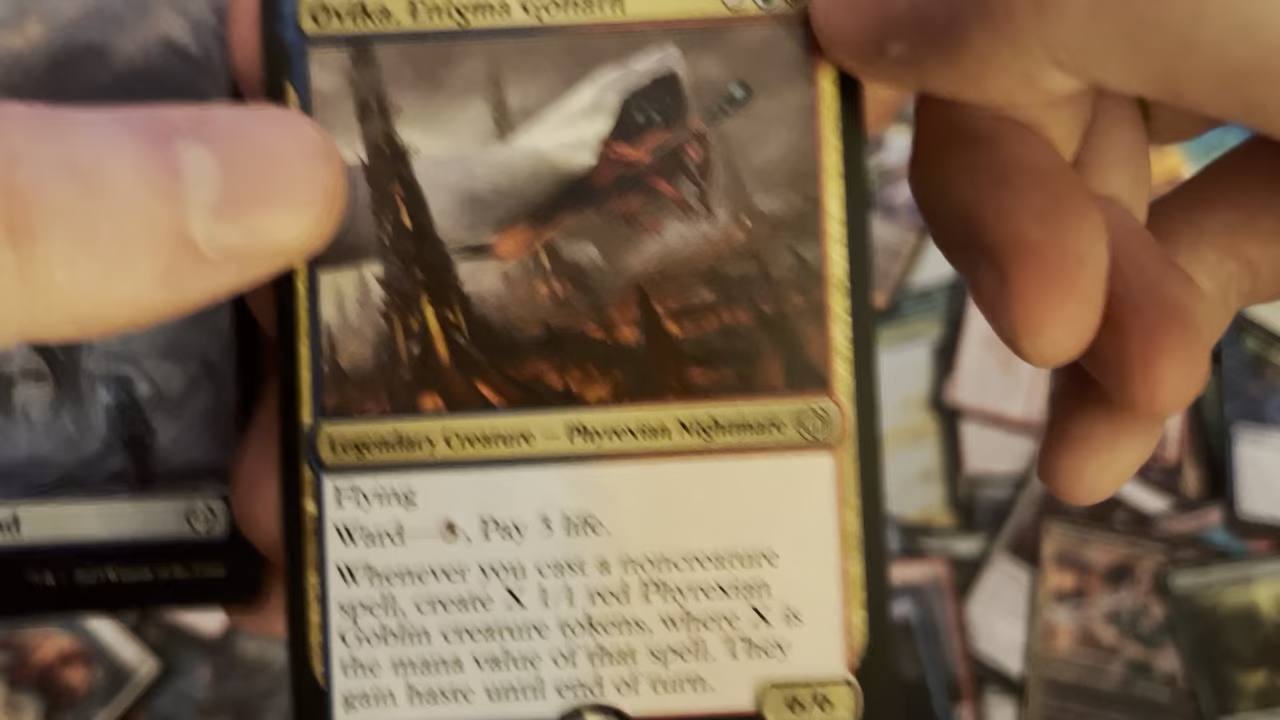 Ovika, Enigma Goliath
Legendary Creature — Phyrexian Nightmare
Flying
Ward—, Pay 3 life.
Whenever you cast a noncreature
spell, create X 1/1 red Phyrexian
Goblin creature tokens, where X is
the mana value of that spell. They
gain haste until end of turn.
6/6